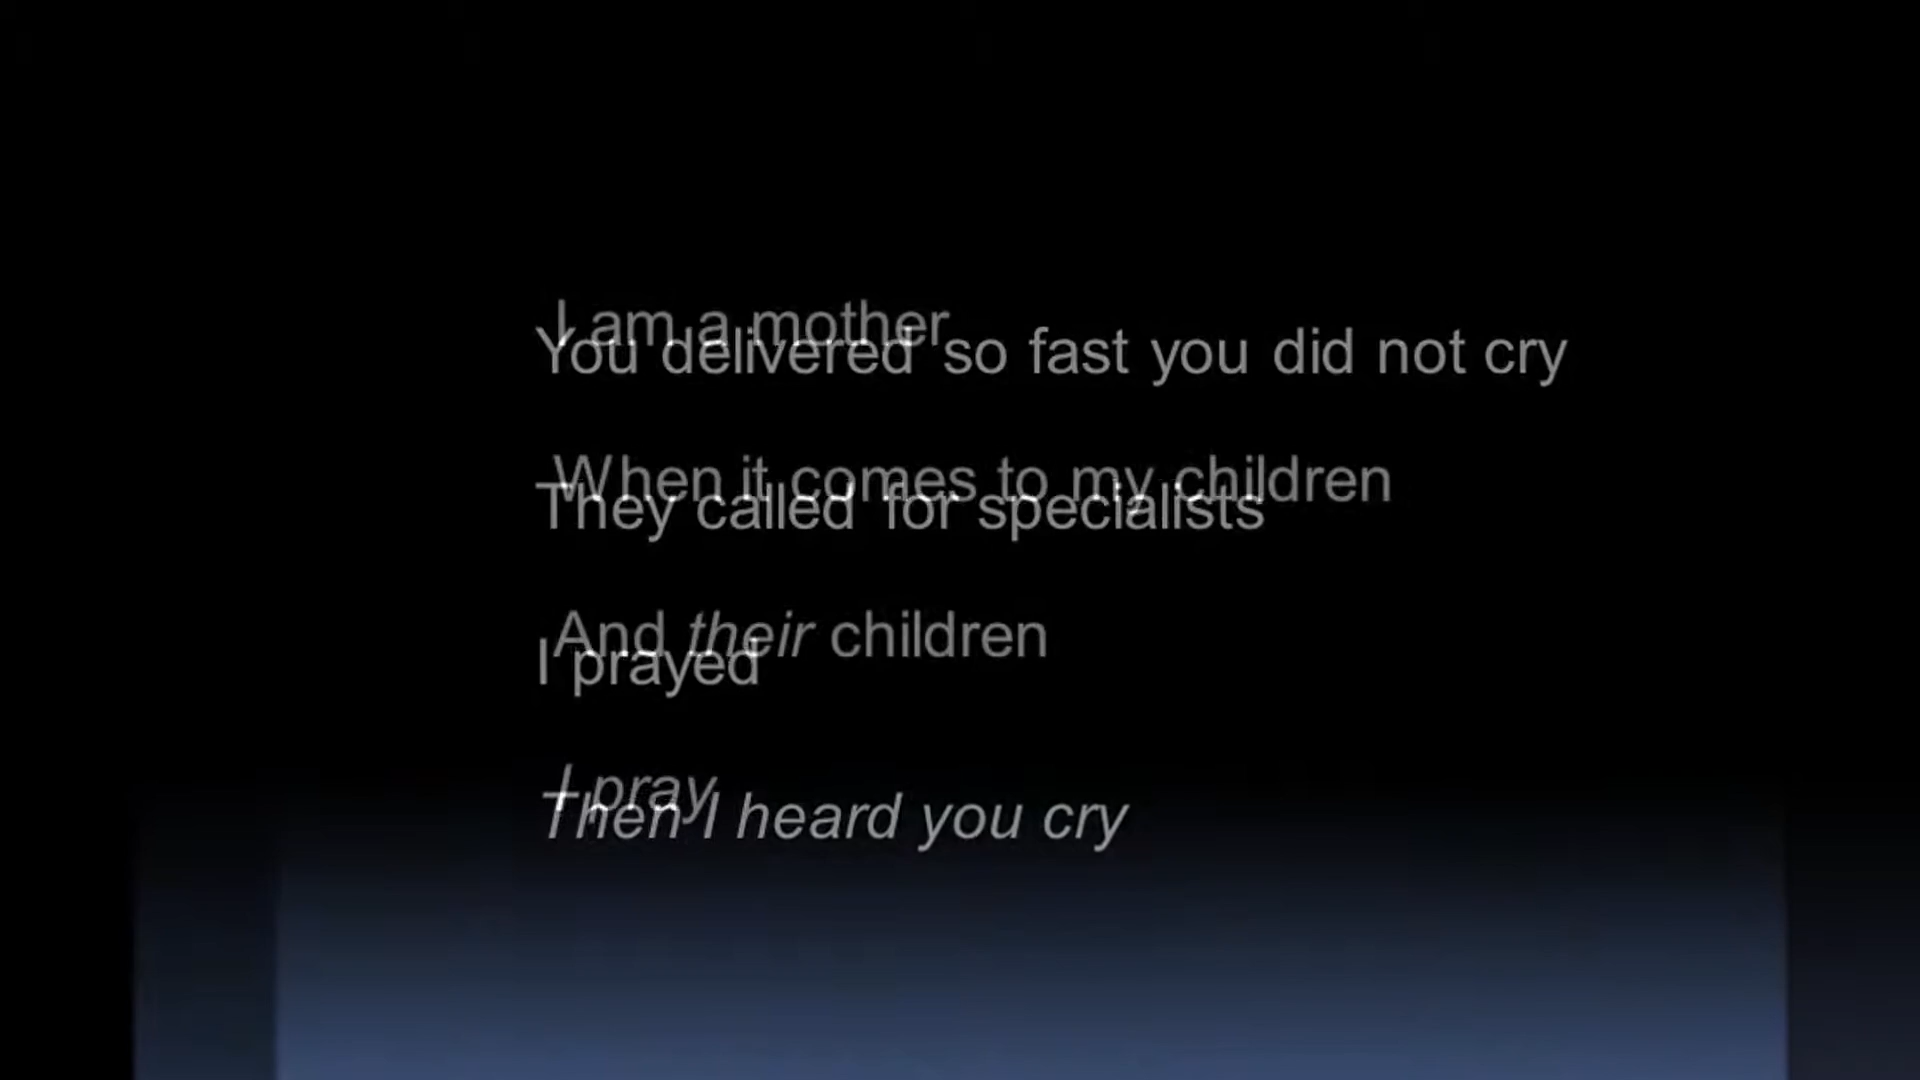 I am a mother
You delivered so fast you did not cry
When it comes to my children
They called for specialists
And their children
I prayed
I pray
Then I heard you cry